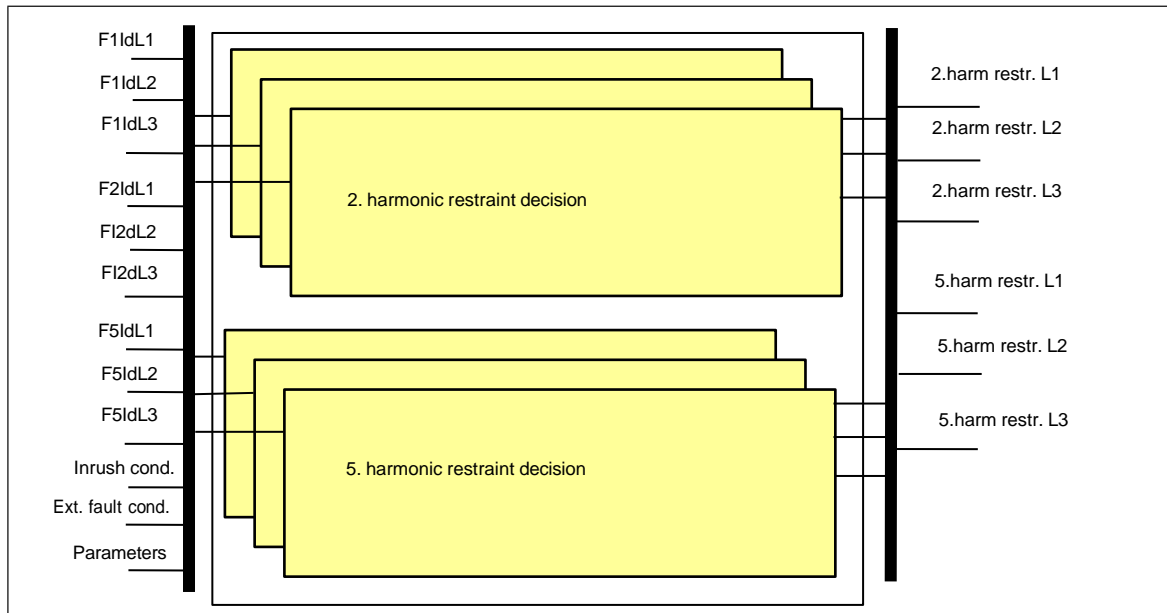 F1IdL1
F1IdL2
F1IdL3
F2IdL1
FI2dL2
FI2dL3
F5IdL1
F5IdL2
F5IdL3
Inrush cond.
Ext. fault cond.
Parameters
2. harmonic restraint decision
5. harmonic restraint decision
2.harm restr. L1
2.harm restr. L2
2.harm restr. L3
5.harm restr. L1
5.harm restr. L2
5.harm restr. L3